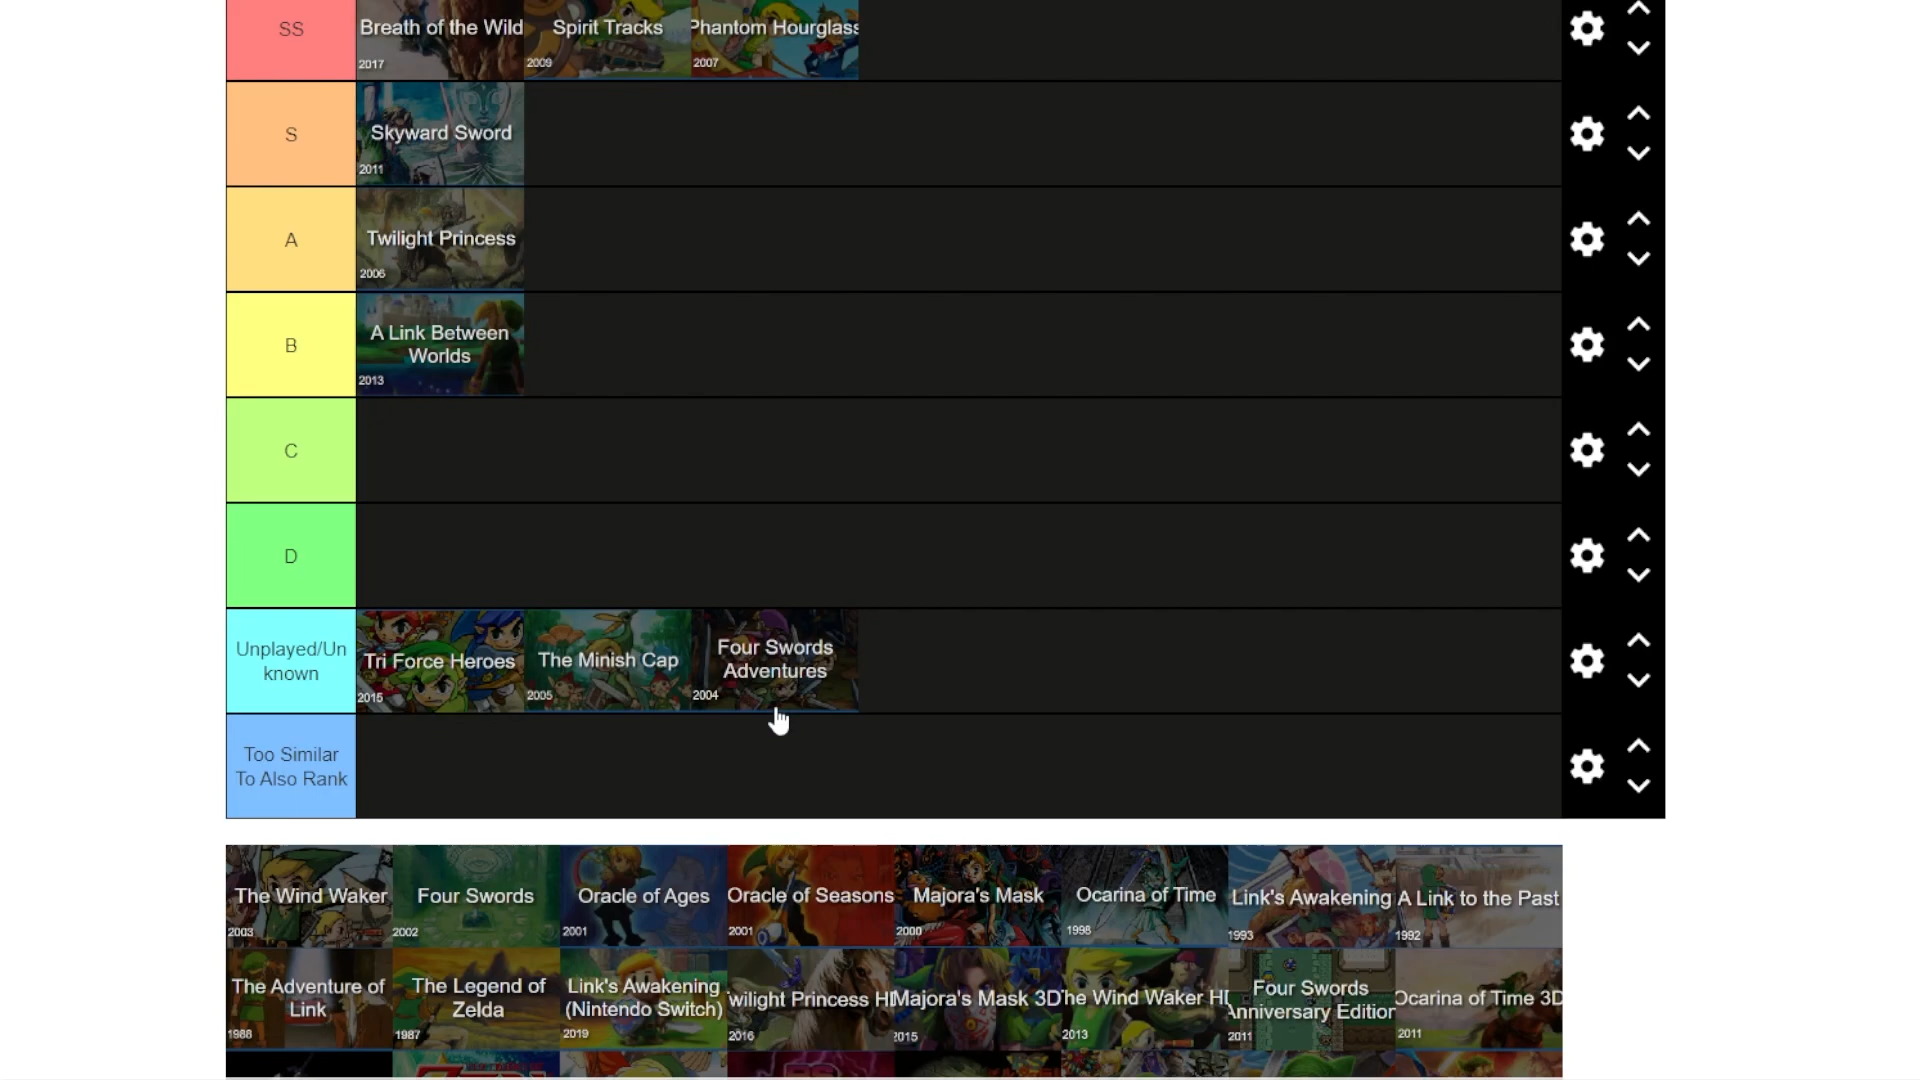 SS
Breath of the Wild
2017
Spirit Tracks
2009
Phantom Hourglass
2007
S
Skyward Sword
2011
A
Twilight Princess
2006
B
A Link Between
Worlds
2013
C
D
Unplayed/Un
known
Tri Force Heroes
2015
The Minish Cap
2005
Four Swords
Adventures
2004
Too Similar
To Also Rank
The Wind Waker
2003
Four Swords
2002
Oracle of Ages
2001
Oracle of Seasons
2001
Majora's Mask
2000
Ocarina of Time
1998
Link's Awakening
1993
A Link to the Past
1992
The Adventure of
Link
1988
The Legend of
Zelda
1987
Link's Awakening
(Nintendo Switch)
2019
wilight Princess HD
2016
Majora's Mask 3D
2015
The Wind Waker HD
2013
Four Swords
Anniversary Edition
2011
Ocarina of Time 3D
2011